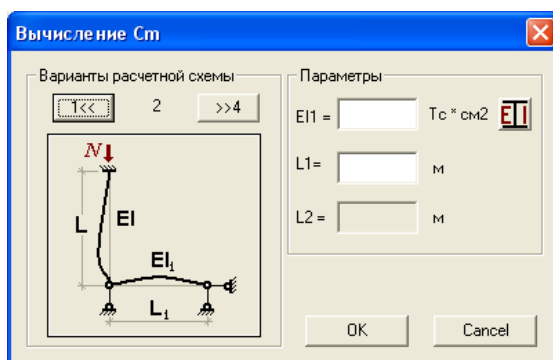 Вычисление Cm
Варианты расчетной схемы
1<< 2 >>4
N
L EI
EI₁
L₁
Параметры
EI1 = Тс * см2 EI
L1= м
L2 = м
OK Cancel